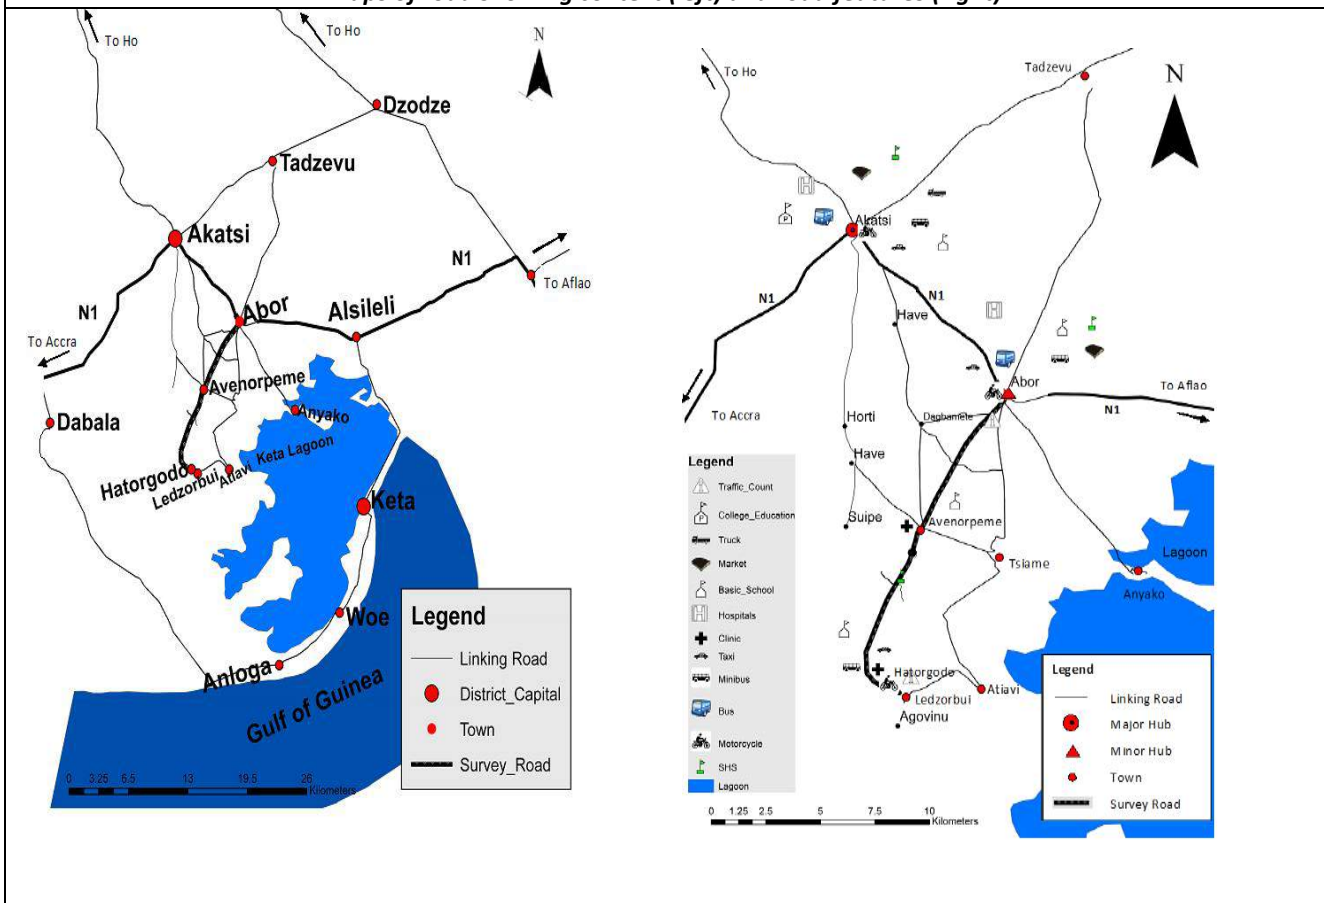 To Ho
To Ho
N
Dzodze
Tadzevu
Akatsi
N1
To Aflao
Abor
Alsileli
N1
To Accra
Avenorpeme
Anyako
Dabala
Keta Lagoon
Hatorgodo
Ledzorbui
Atiavi
Keta
Woe
Anloga
Gulf of Guinea
Legend
Linking Road
District_Capital
Town
Survey_Road
0 3.25 6.5 13 19.5 26
Kilometers
Tadzevu
To Ho
N
Akatsi
N1
N1
Have
Abor
To Aflao
N1
To Accra
Horti
Dagbamete
Have
Suipe
Avenorpeme
Tsiame
Lagoon
Anyako
Hatorgodo
Ledzorbui
Atiavi
Agovinu
Legend
Traffic_Count
College_Education
Truck
Market
Basic_School
Hospitals
Clinic
Taxi
Minibus
Bus
Motorcycle
SHS
Lagoon
Legend
Linking Road
Major Hub
Minor Hub
Town
Survey Road
0 1.25 2.5 5 7.5 10
Kilometers